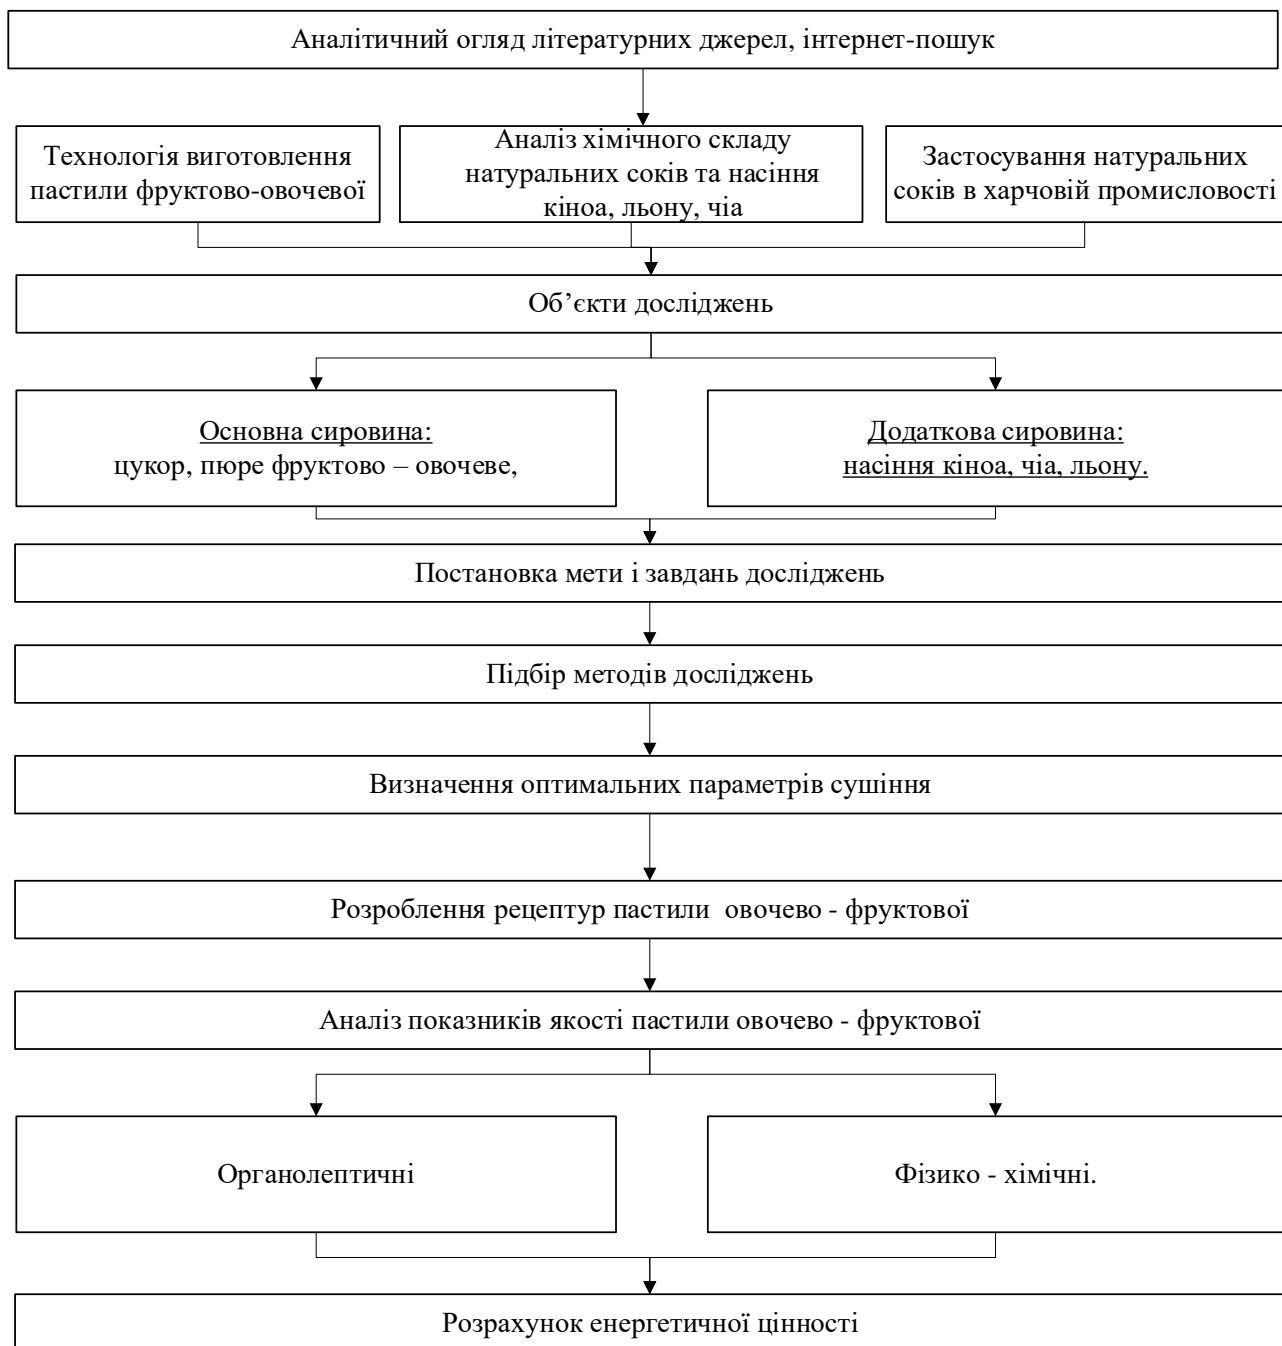 Аналітичний огляд літературних джерел, інтернет-пошук
Технологія виготовлення
пастили фруктово-овочевої
Аналіз хімічного складу
натуральних соків та насіння
кіноа, льону, чіа
Застосування натуральних
соків в харчовій промисловості
Об’єкти досліджень
Основна сировина:
цукор, пюре фруктово – овочеве,
Додаткова сировина:
насіння кіноа, чіа, льону.
Постановка мети і завдань досліджень
Підбір методів досліджень
Визначення оптимальних параметрів сушіння
Розроблення рецептур пастили  овочево - фруктової
Аналіз показників якості пастили овочево - фруктової
Органолептичні
Фізико - хімічні.
Розрахунок енергетичної цінності